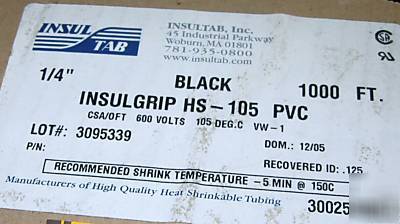 INSUL TAB
INSULTAB, Inc.
45 Industrial Parkway
Woburn, MA 01801
781-935-0800
www.insultab.com
1/4" BLACK 1000 FT.
INSULGRIP HS-105 PVC
CSA/OFT 600 VOLTS 105 DEG.C VW-1
LOT#: 3095339 DOM.: 12/05
P/N: RECOVERED ID: .125
RECOMMENDED SHRINK TEMPERATURE -5 MIN @ 150C
Manufacturers of High Quality Heat Shrinkable Tubing 30025